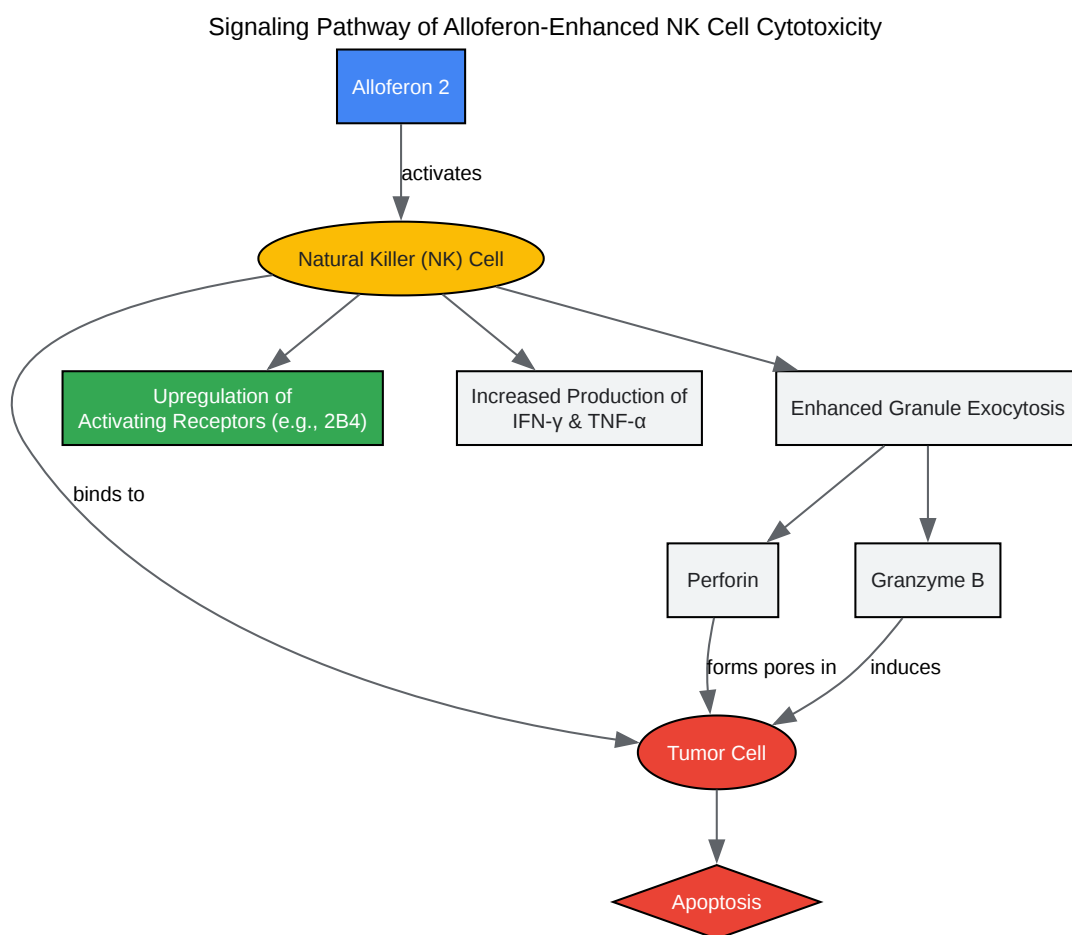 Signaling Pathway of Alloferon-Enhanced NK Cell Cytotoxicity
Alloferon 2
activates
Natural Killer (NK) Cell
Upregulation of
Activating Receptors (e.g., 2B4)
Increased Production of
IFN-γ & TNF-α
Enhanced Granule Exocytosis
binds to
Perforin
Granzyme B
forms pores in
induces
Tumor Cell
Apoptosis